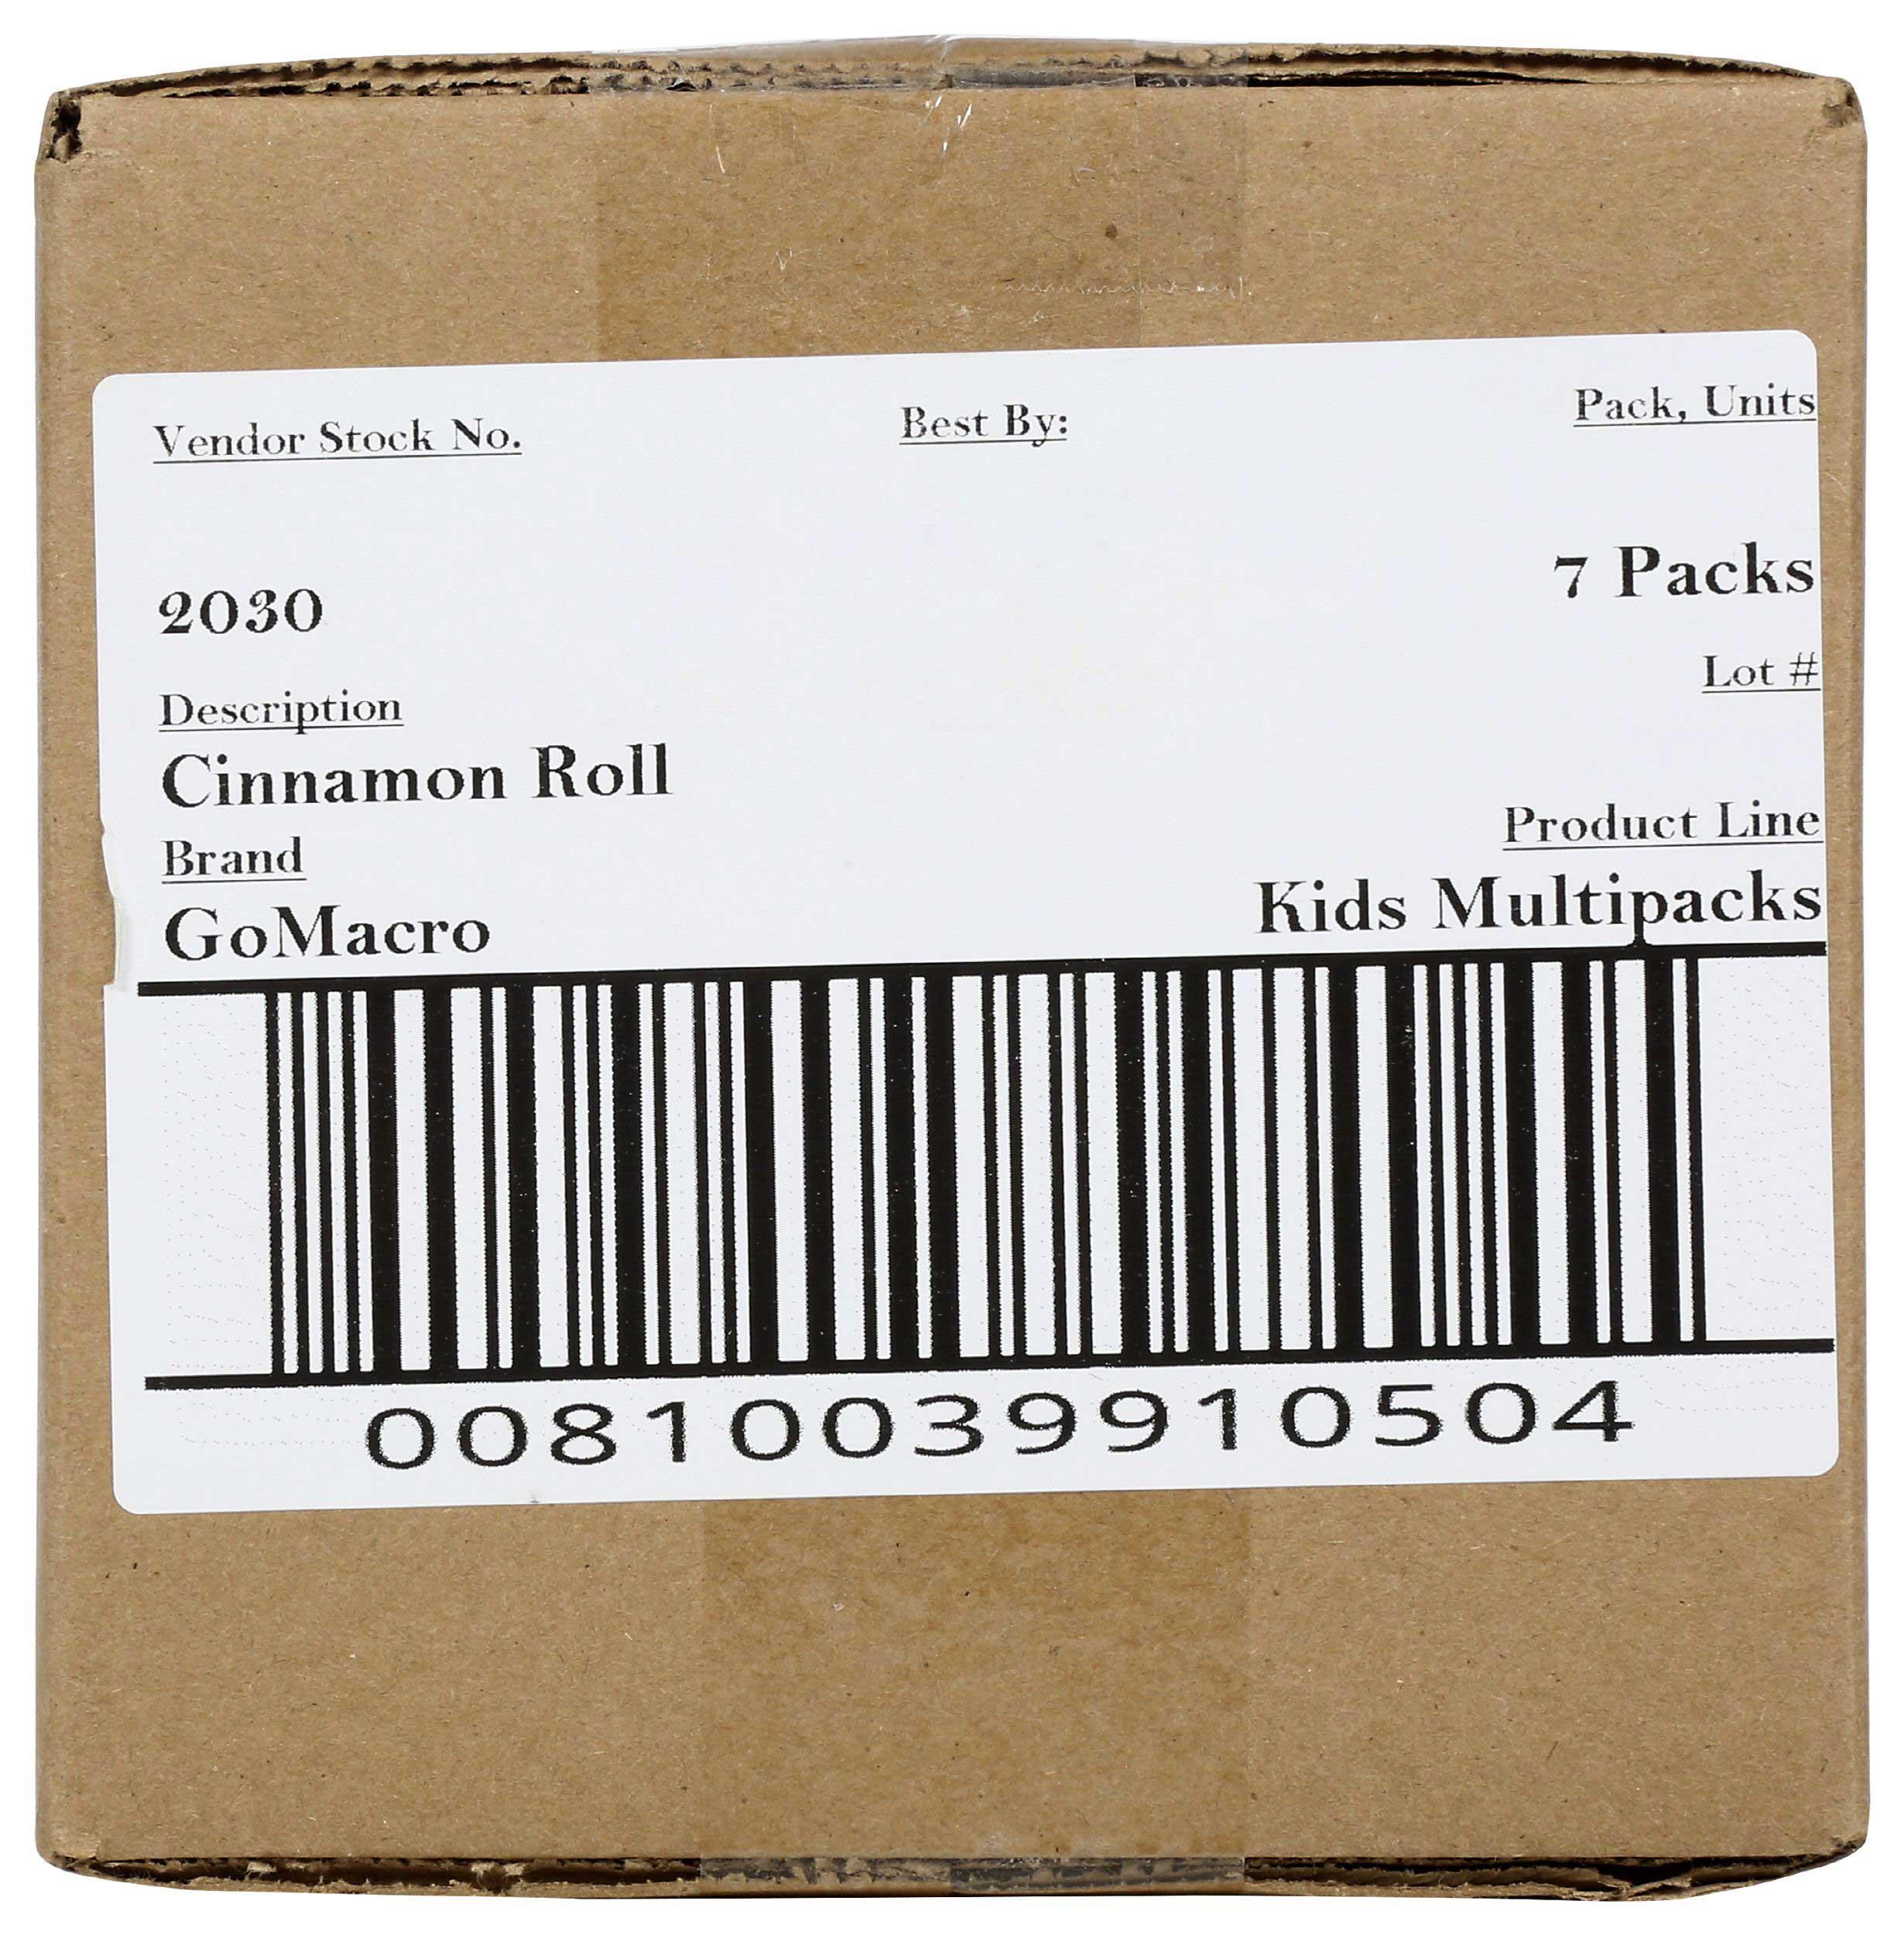 Vendor Stock No. Best By: Pack, Units
2030 7 Packs
Lot #
Description
Cinnamon Roll
Product Line
Brand
GoMacro Kids Multipacks
00810039910504